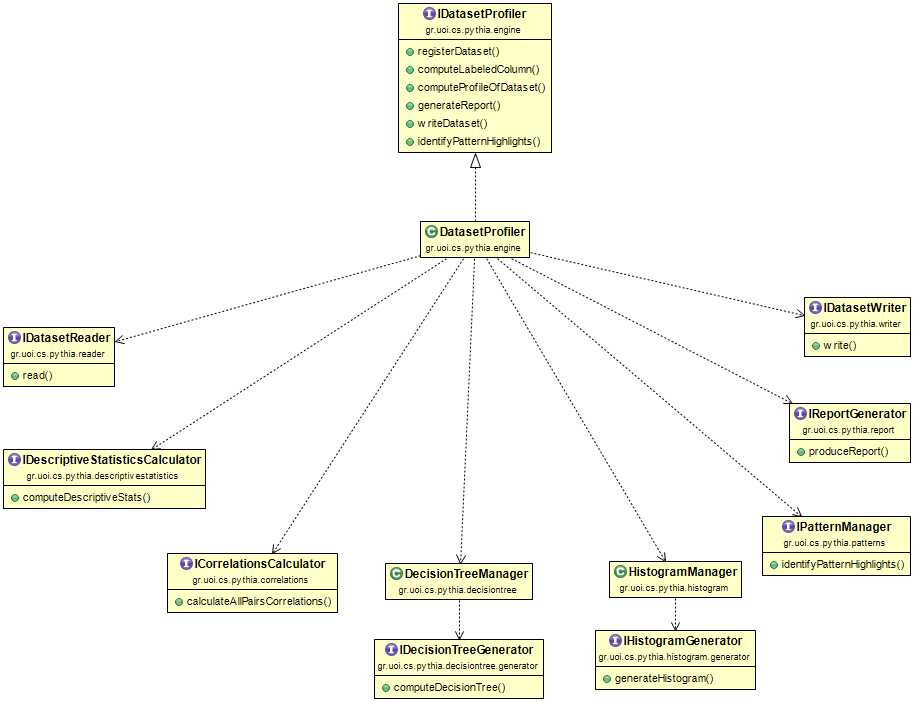 I IDatasetProfiler
gr.uoi.cs.pythia.engine
registerDataset()
computeLabeledColumn()
computeProfileOfDataset()
generateReport()
writeDataset()
identifyPatternHighlights()
C DatasetProfiler
gr.uoi.cs.pythia.engine
I IDatasetWriter
gr.uoi.cs.pythia.writer
write()
I IDatasetReader
gr.uoi.cs.pythia.reader
read()
I IReportGenerator
gr.uoi.cs.pythia.report
produceReport()
I IDescriptiveStatisticsCalculator
gr.uoi.cs.pythia.descriptivestatistics
computeDescriptiveStats()
I IPatternManager
gr.uoi.cs.pythia.patterns
identifyPatternHighlights()
I ICorrelationsCalculator
gr.uoi.cs.pythia.correlations
calculateAllPairsCorrelations()
C DecisionTreeManager
gr.uoi.cs.pythia.decisiontree
C HistogramManager
gr.uoi.cs.pythia.histogram
I IDecisionTreeGenerator
gr.uoi.cs.pythia.decisiontree.generator
computeDecisionTree()
I IHistogramGenerator
gr.uoi.cs.pythia.histogram.generator
generateHistogram()